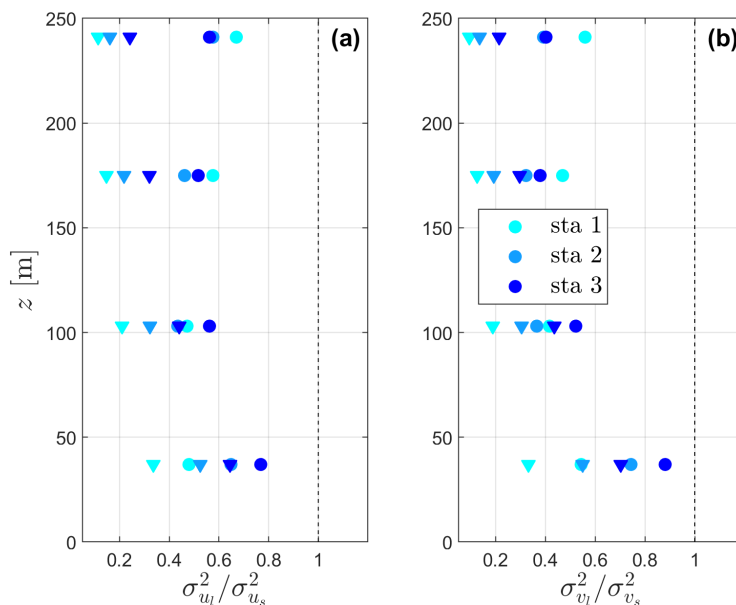 250
200
150
100
50
0
z [m]
0.2 0.4 0.6 0.8 1
σ²_{u_l}/σ²_{u_s}
(a)
250
200
150
100
50
0
0.2 0.4 0.6 0.8 1
σ²_{v_l}/σ²_{v_s}
(b)
sta 1
sta 2
sta 3